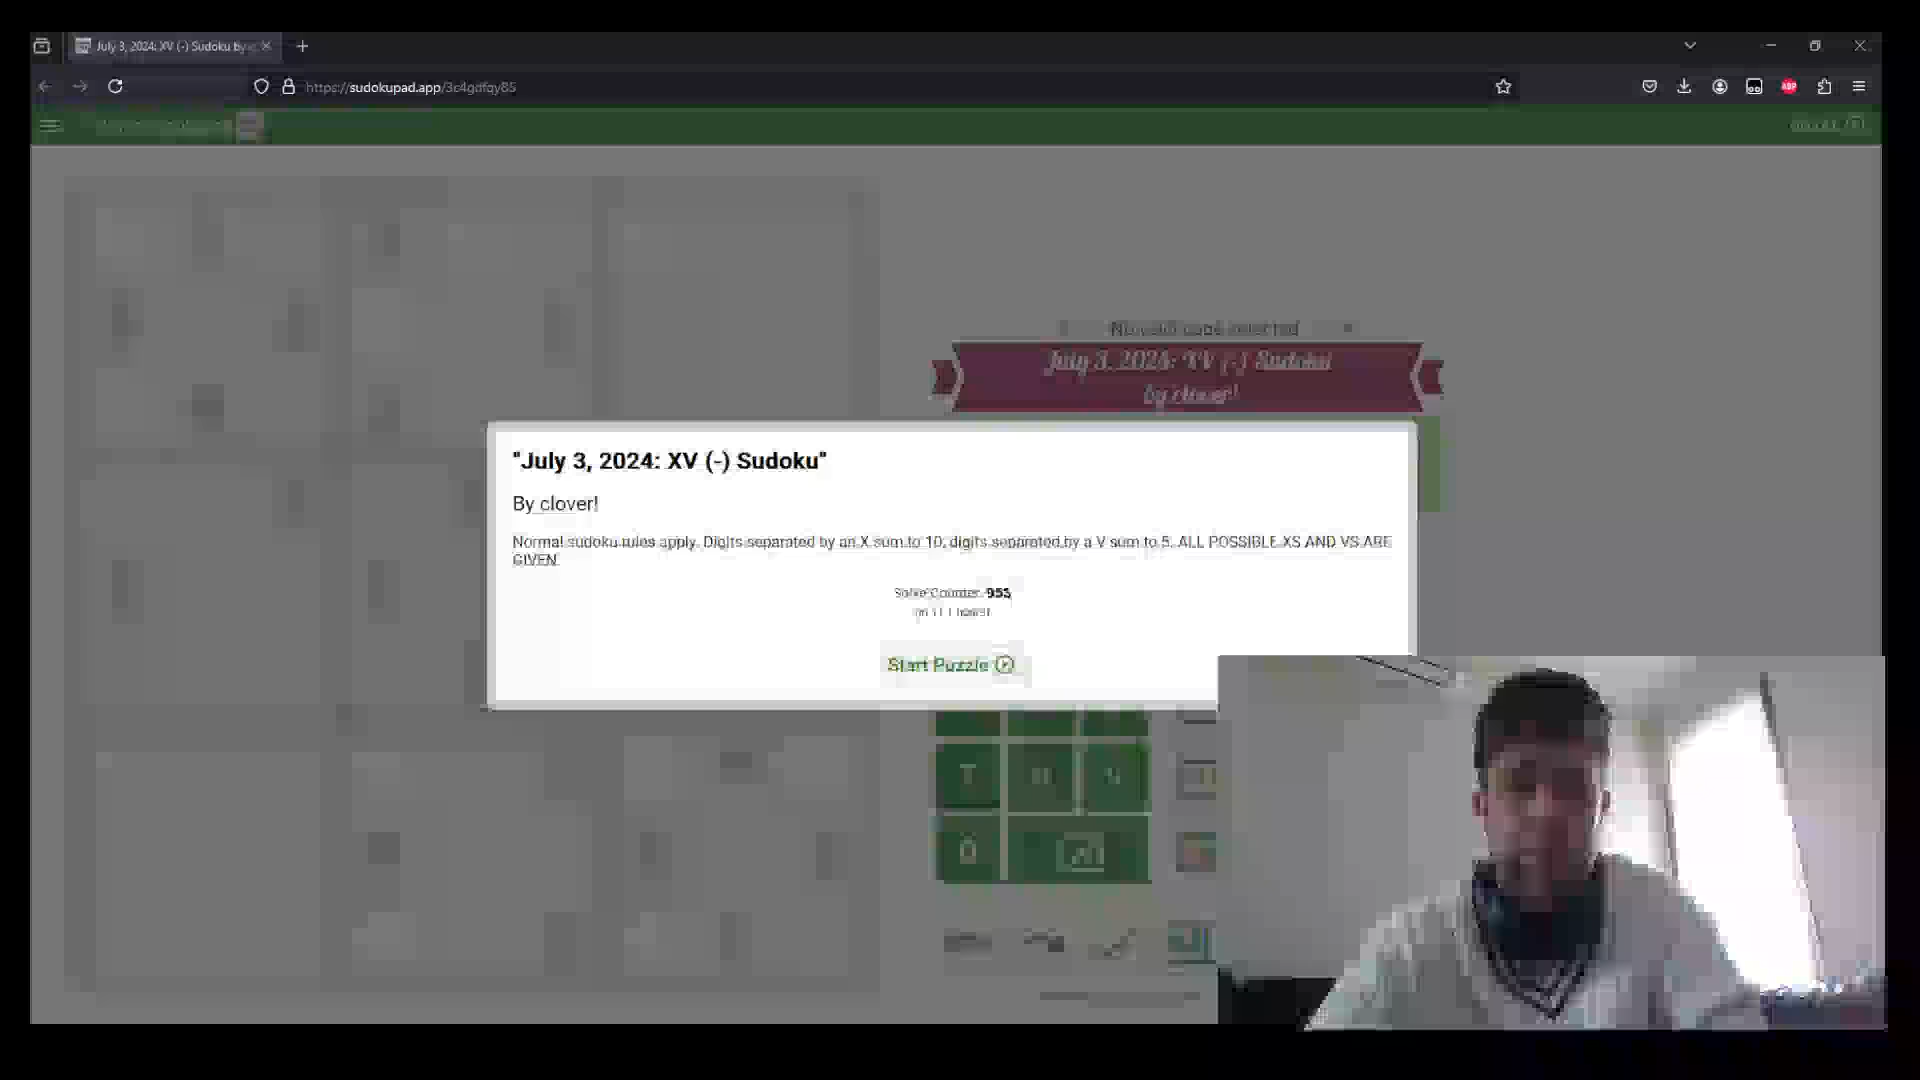 July 3, 2024: XV (-) Sudoku by
https://sudokupad.app/3c4gdfqy85
ABP
July 3, 2024: XV (-) Sudoku
by clover!
"July 3, 2024: XV (-) Sudoku"
By clover!
Normal sudoku rules apply. Digits separated by an X sum to 10, digits separated by a V sum to 5. ALL POSSIBLE XS AND VS ARE
GIVEN.
Solve Counter:
Start Puzzle
0